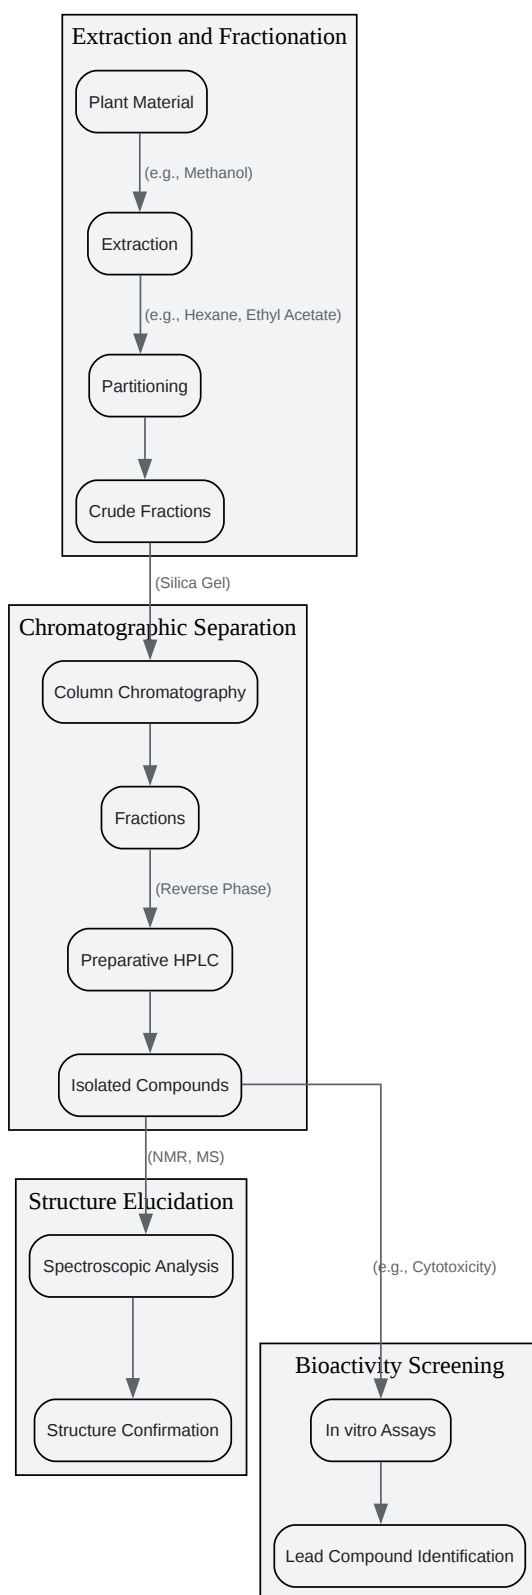 Extraction and Fractionation
Plant Material
(e.g., Methanol)
Extraction
(e.g., Hexane, Ethyl Acetate)
Partitioning
Crude Fractions
(Silica Gel)
Chromatographic Separation
Column Chromatography
Fractions
(Reverse Phase)
Preparative HPLC
Isolated Compounds
(NMR, MS)
Structure Elucidation
Spectroscopic Analysis
Structure Confirmation
(e.g., Cytotoxicity)
Bioactivity Screening
In vitro Assays
Lead Compound Identification